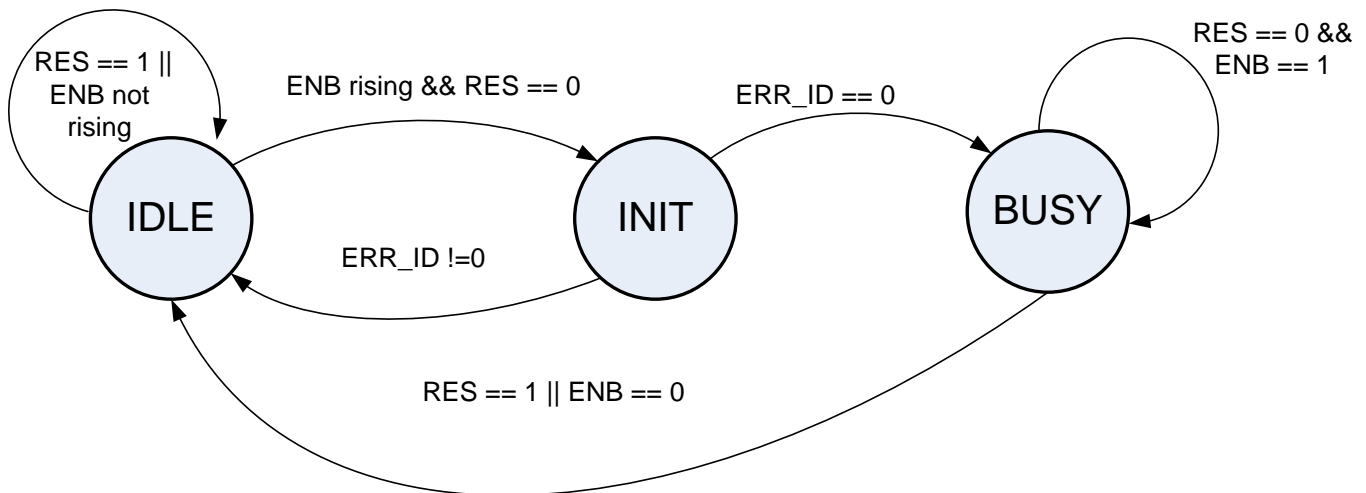 RES == 1 ||
ENB not
rising
ENB rising && RES == 0
ERR_ID == 0
RES == 0 &&
ENB == 1
IDLE
INIT
BUSY
ERR_ID !=0
RES == 1 || ENB == 0